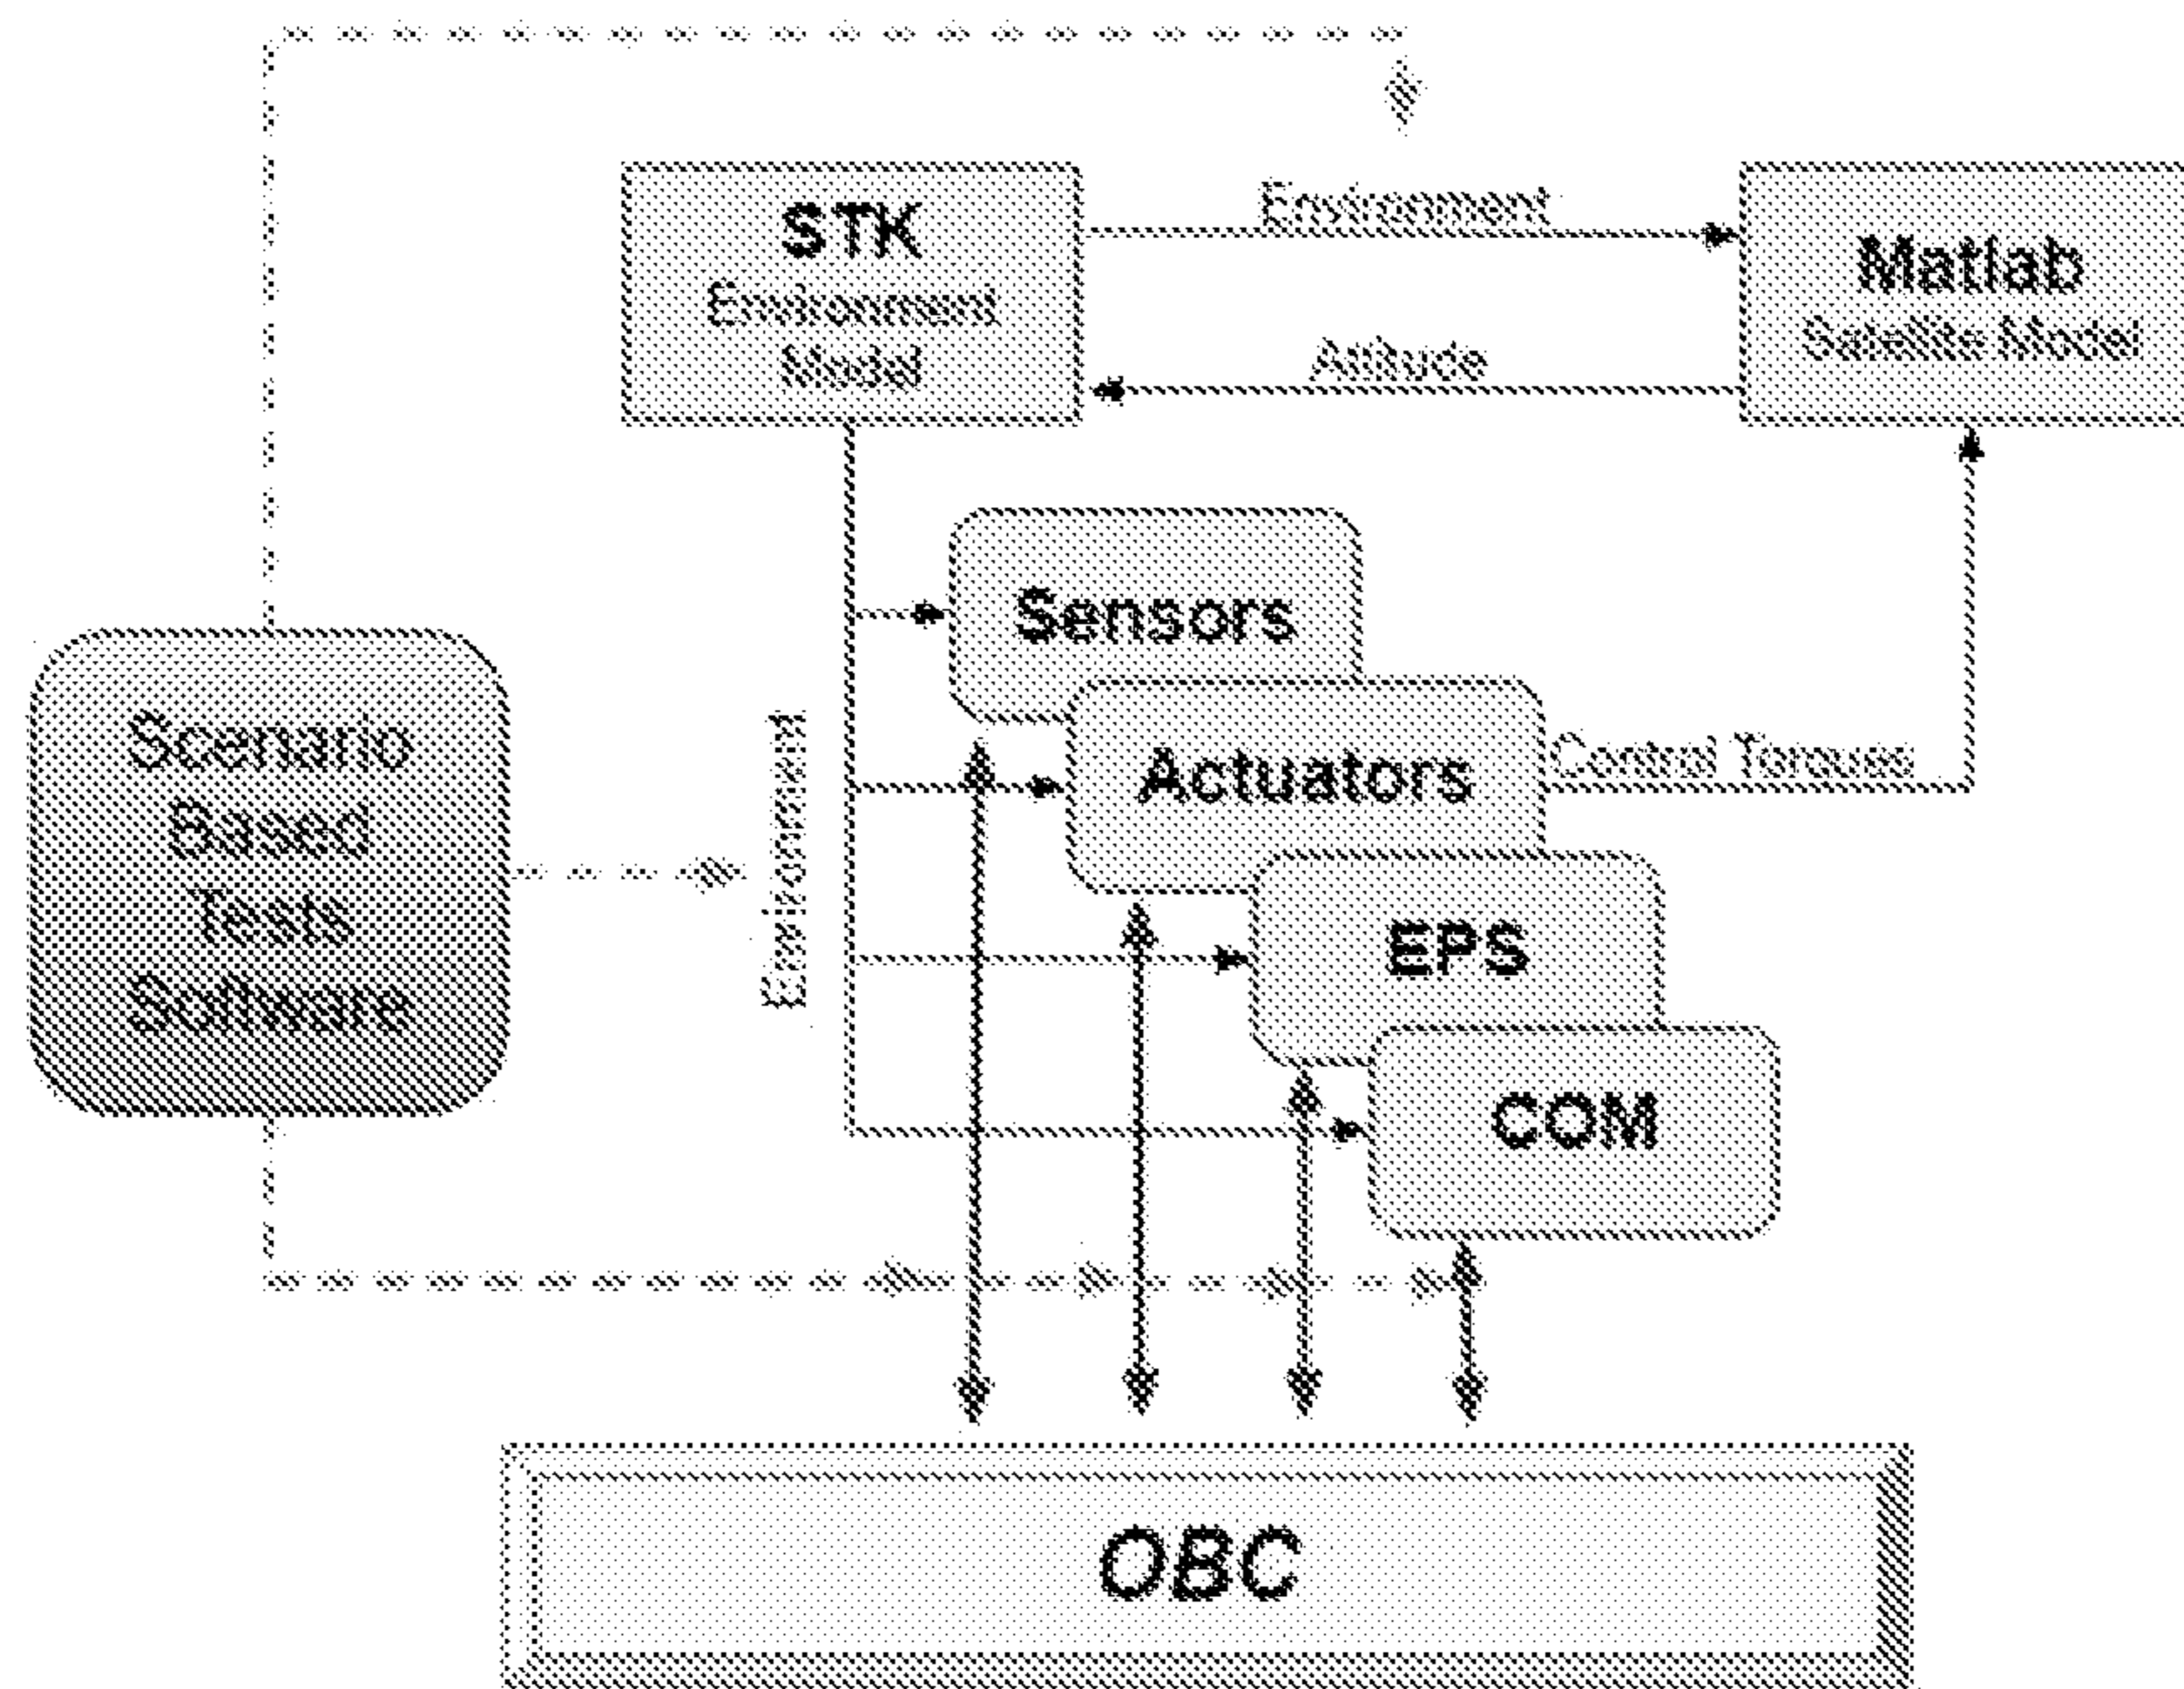 STK
Environment
Model
Environment
Attitude
Matlab
Satellite Model
Sensors
Actuators
Control Torques
EPS
COM
Environment
Scenario
Based
Tests
Software
OBC